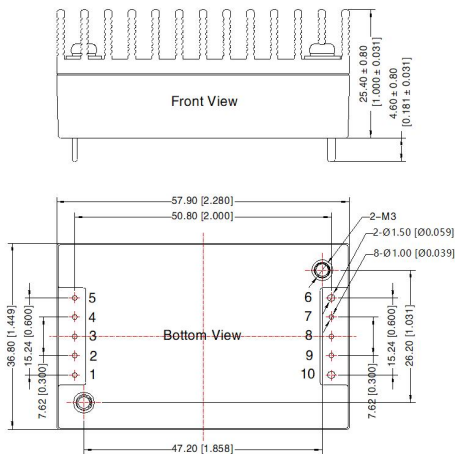 25.40 ± 0.80
[1.000 ± 0.031]
4.60 ± 0.80
[0.181 ± 0.031]
Front View
57.90 [2.280]
50.80 [2.000]
2-M3
2-Ø1.50 [Ø0.059]
8-Ø1.00 [Ø0.039]
36.80 [1.449]
15.24 [0.600]
7.62 [0.300]
5
4
3
2
1
Bottom View
6
7
8
9
10
7.62 [0.300]
15.24 [0.600]
26.20 [1.031]
47.20 [1.858]